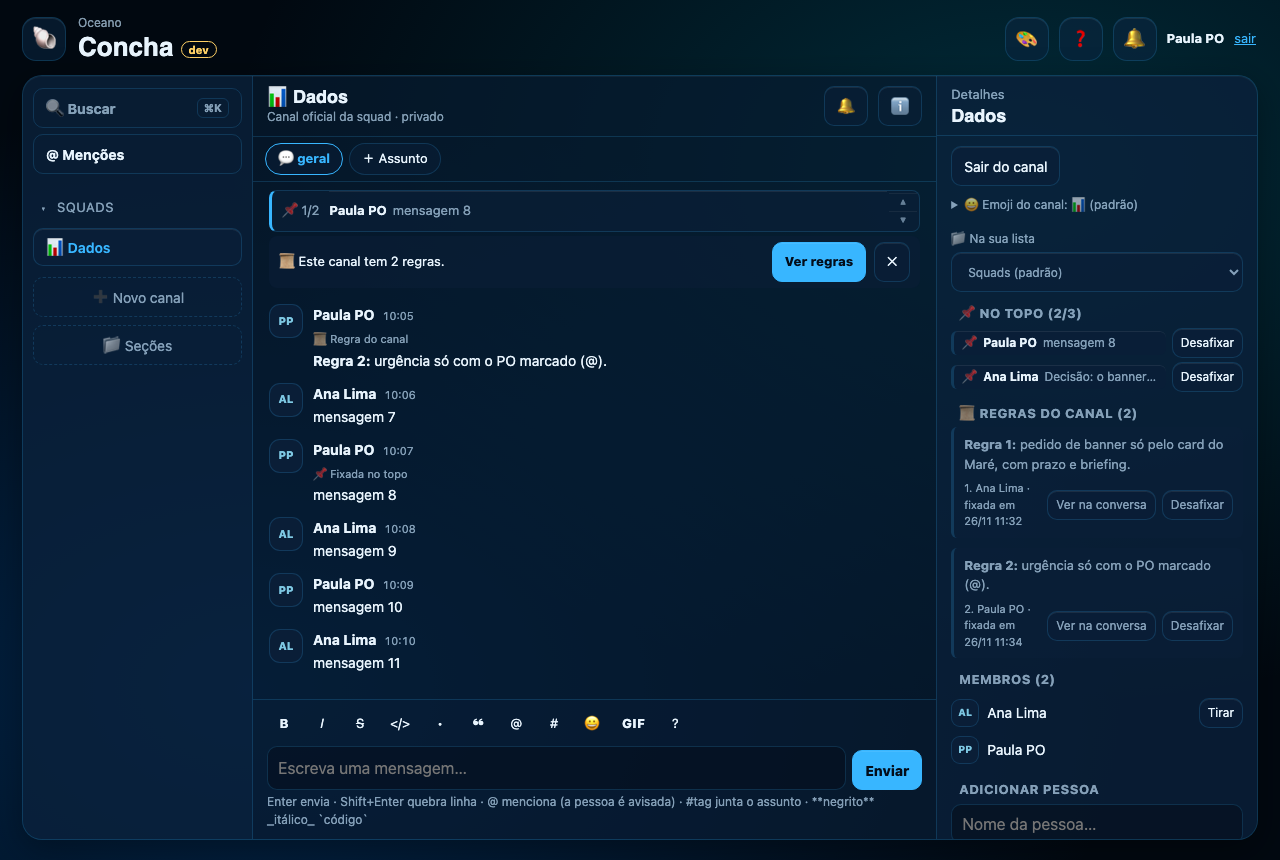 Oceano
Concha dev
Paula PO sair
Buscar ⌘K
@ Menções
SQUADS
Dados
Novo canal
Seções
Dados
Canal oficial da squad · privado
geral
+ Assunto
1/2 Paula PO mensagem 8
Este canal tem 2 regras.
Ver regras
PP
Paula PO 10:05
Regra do canal
Regra 2: urgência só com o PO marcado (@).
AL
Ana Lima 10:06
mensagem 7
PP
Paula PO 10:07
Fixada no topo
mensagem 8
AL
Ana Lima 10:08
mensagem 9
PP
Paula PO 10:09
mensagem 10
AL
Ana Lima 10:10
mensagem 11
B I S </> • ❝ @ # GIF ?
Escreva uma mensagem...
Enviar
Enter envia · Shift+Enter quebra linha · @ menciona (a pessoa é avisada) · #tag junta o assunto · **negrito**
_itálico_ `código`
Detalhes
Dados
Sair do canal
Emoji do canal: (padrão)
Na sua lista
Squads (padrão)
NO TOPO (2/3)
Paula PO mensagem 8 Desafixar
Ana Lima Decisão: o banner... Desafixar
REGRAS DO CANAL (2)
Regra 1: pedido de banner só pelo card do
Maré, com prazo e briefing.
1. Ana Lima ·
fixada em
26/11 11:32
Ver na conversa
Desafixar
Regra 2: urgência só com o PO marcado
(@).
2. Paula PO ·
fixada em
26/11 11:34
Ver na conversa
Desafixar
MEMBROS (2)
AL Ana Lima Tirar
PP Paula PO
ADICIONAR PESSOA
Nome da pessoa...